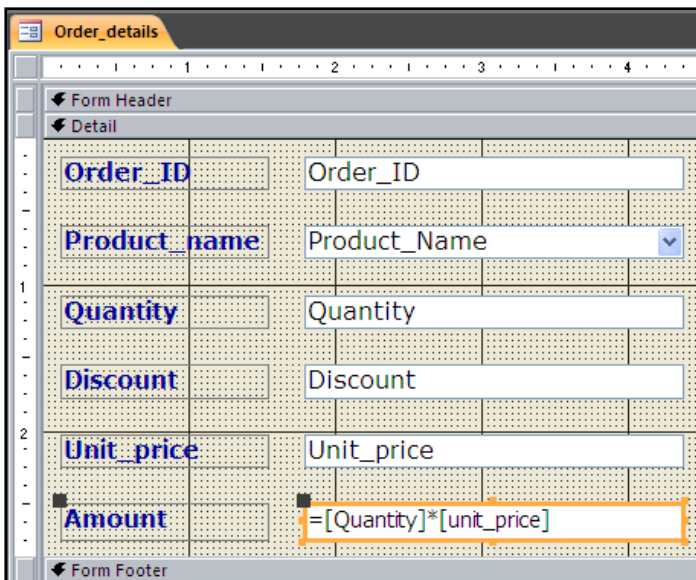 Order_details
1 2 3 4
Form Header
Detail
Order_ID Order_ID
Product_name Product_Name
1
Quantity Quantity
Discount Discount
2
Unit_price Unit_price
Amount =[Quantity]*[unit_price]
Form Footer